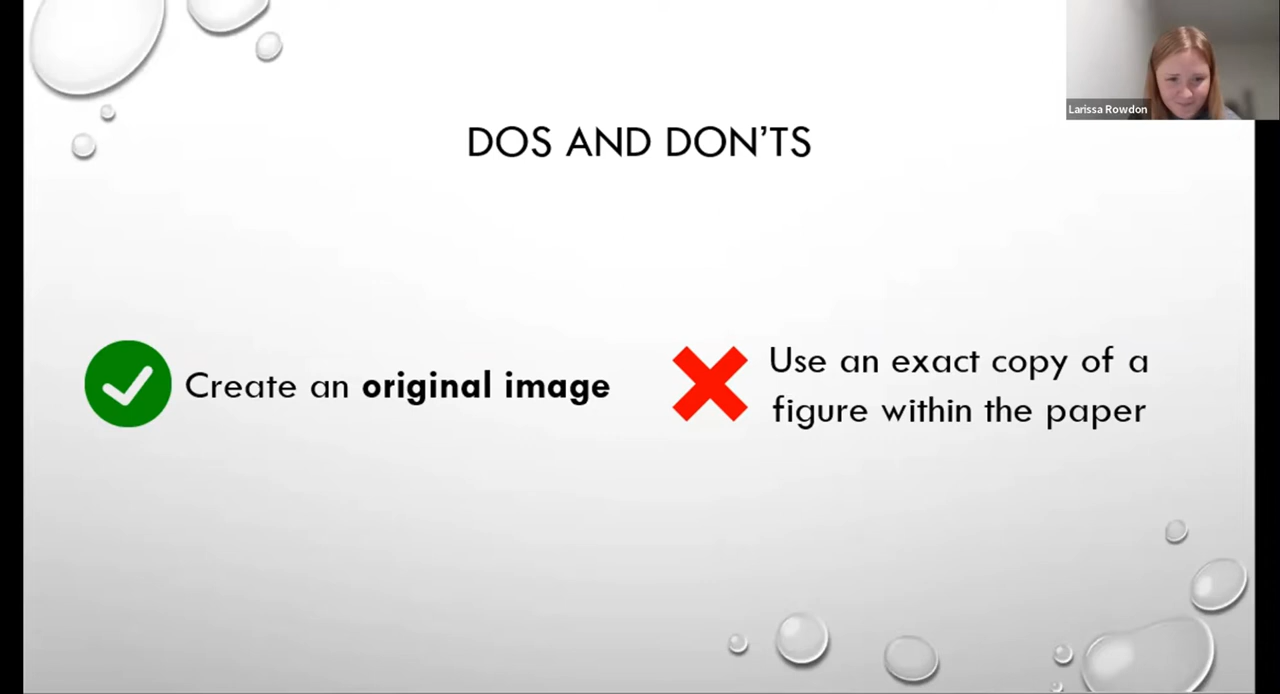 Larissa Rowdon
DOS AND DON'TS
Create an original image
Use an exact copy of a
figure within the paper